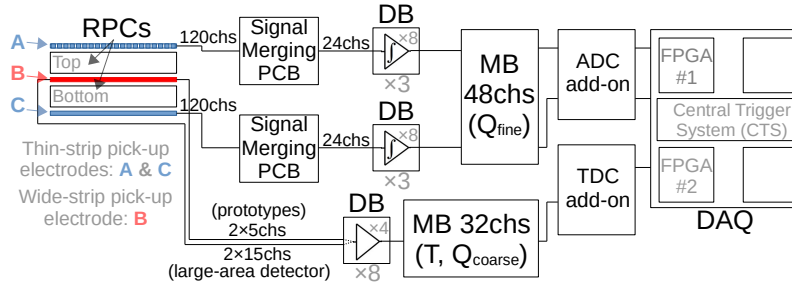 RPCs
A
B
C
Top
Bottom
120chs
120chs
Signal
Merging
PCB
Signal
Merging
PCB
24chs
24chs
DB
×8
∫
×3
×8
∫
×3
MB
48chs
(Qfine)
ADC
add-on
FPGA
#1
Central Trigger
System (CTS)
FPGA
#2
DAQ
TDC
add-on
Thin-strip pick-up
electrodes: A & C
Wide-strip pick-up
electrode: B
(prototypes)
2×5chs
2×15chs
(large-area detector)
DB
×4
×8
MB 32chs
(T, Qcoarse)